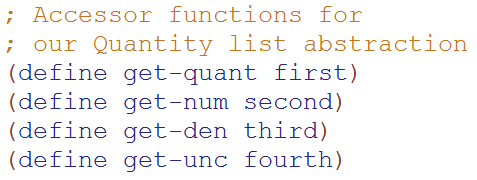 ; Accessor functions for
; our Quantity list abstraction
(define get-quant first)
(define get-num second)
(define get-den third)
(define get-unc fourth)